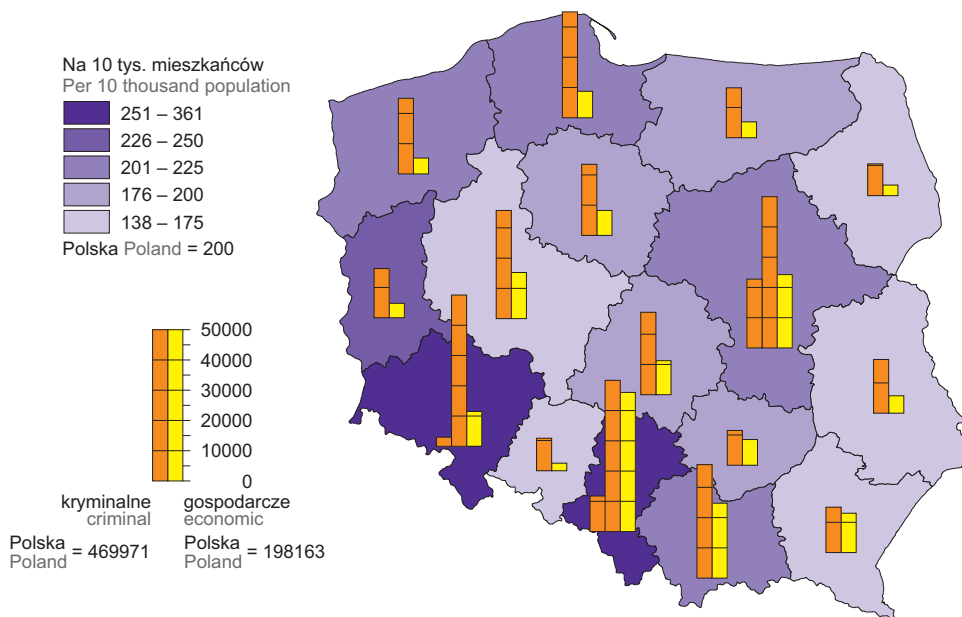 Na 10 tys. mieszkańców
Per 10 thousand population
251 – 361
226 – 250
201 – 225
176 – 200
138 – 175
Polska Poland = 200
50000
40000
30000
20000
10000
0
kryminalne gospodarcze
criminal economic
Polska Polska
Poland = 469971 Poland = 198163